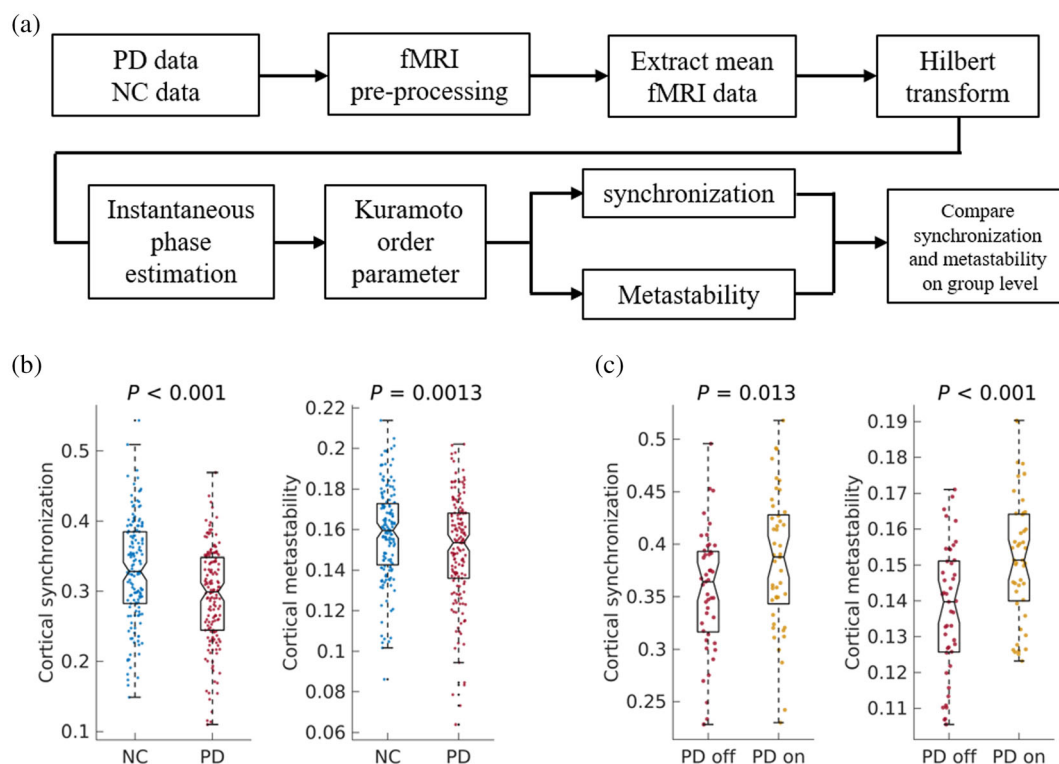 (a)
PD data
NC data
fMRI
pre-processing
Extract mean
fMRI data
Hilbert
transform
Instantaneous
phase
estimation
Kuramoto
order
parameter
synchronization
Metastability
Compare
synchronization
and metastability
on group level
(b)
P < 0.001
Cortical synchronization
0.5
0.4
0.3
0.2
0.1
NC
PD
P = 0.0013
Cortical metastability
0.22
0.2
0.18
0.16
0.14
0.12
0.1
0.08
0.06
NC
PD
(c)
P = 0.013
Cortical synchronization
0.5
0.45
0.4
0.35
0.3
0.25
PD off
PD on
P < 0.001
Cortical metastability
0.19
0.18
0.17
0.16
0.15
0.14
0.13
0.12
0.11
PD off
PD on